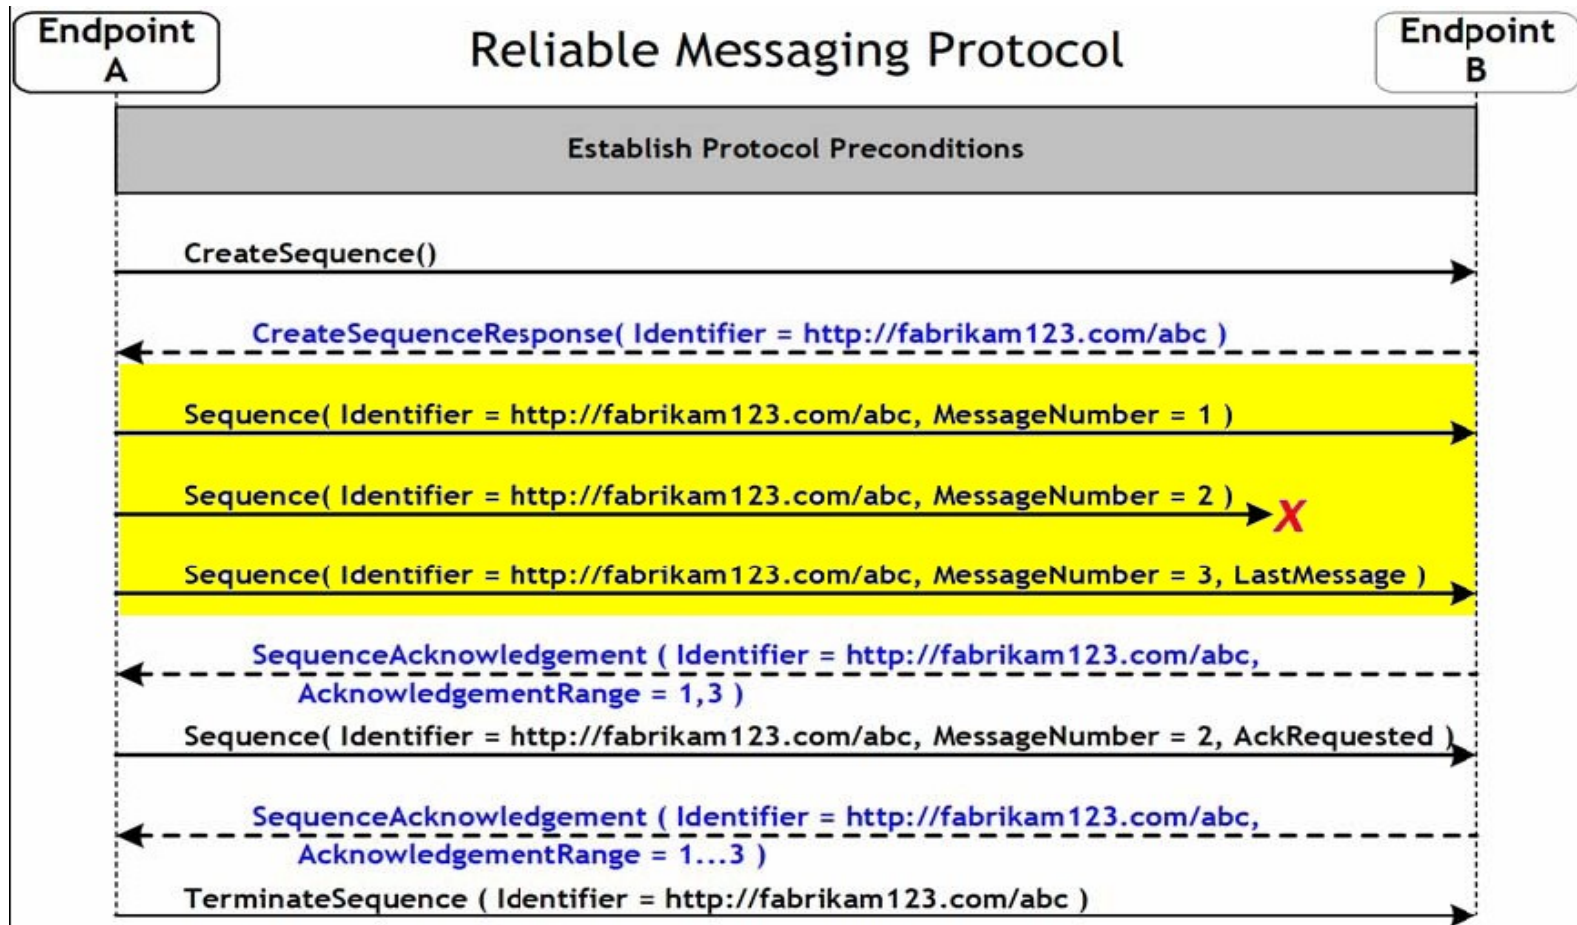 Endpoint
A
Reliable Messaging Protocol
Endpoint
B
Establish Protocol Preconditions
CreateSequence()
CreateSequenceResponse( Identifier = http://fabrikam123.com/abc )
Sequence( Identifier = http://fabrikam123.com/abc, MessageNumber = 1 )
Sequence( Identifier = http://fabrikam123.com/abc, MessageNumber = 2 )
X
Sequence( Identifier = http://fabrikam123.com/abc, MessageNumber = 3, LastMessage )
SequenceAcknowledgement ( Identifier = http://fabrikam123.com/abc,
AcknowledgementRange = 1,3 )
Sequence( Identifier = http://fabrikam123.com/abc, MessageNumber = 2, AckRequested )
SequenceAcknowledgement ( Identifier = http://fabrikam123.com/abc,
AcknowledgementRange = 1...3 )
TerminateSequence ( Identifier = http://fabrikam123.com/abc )